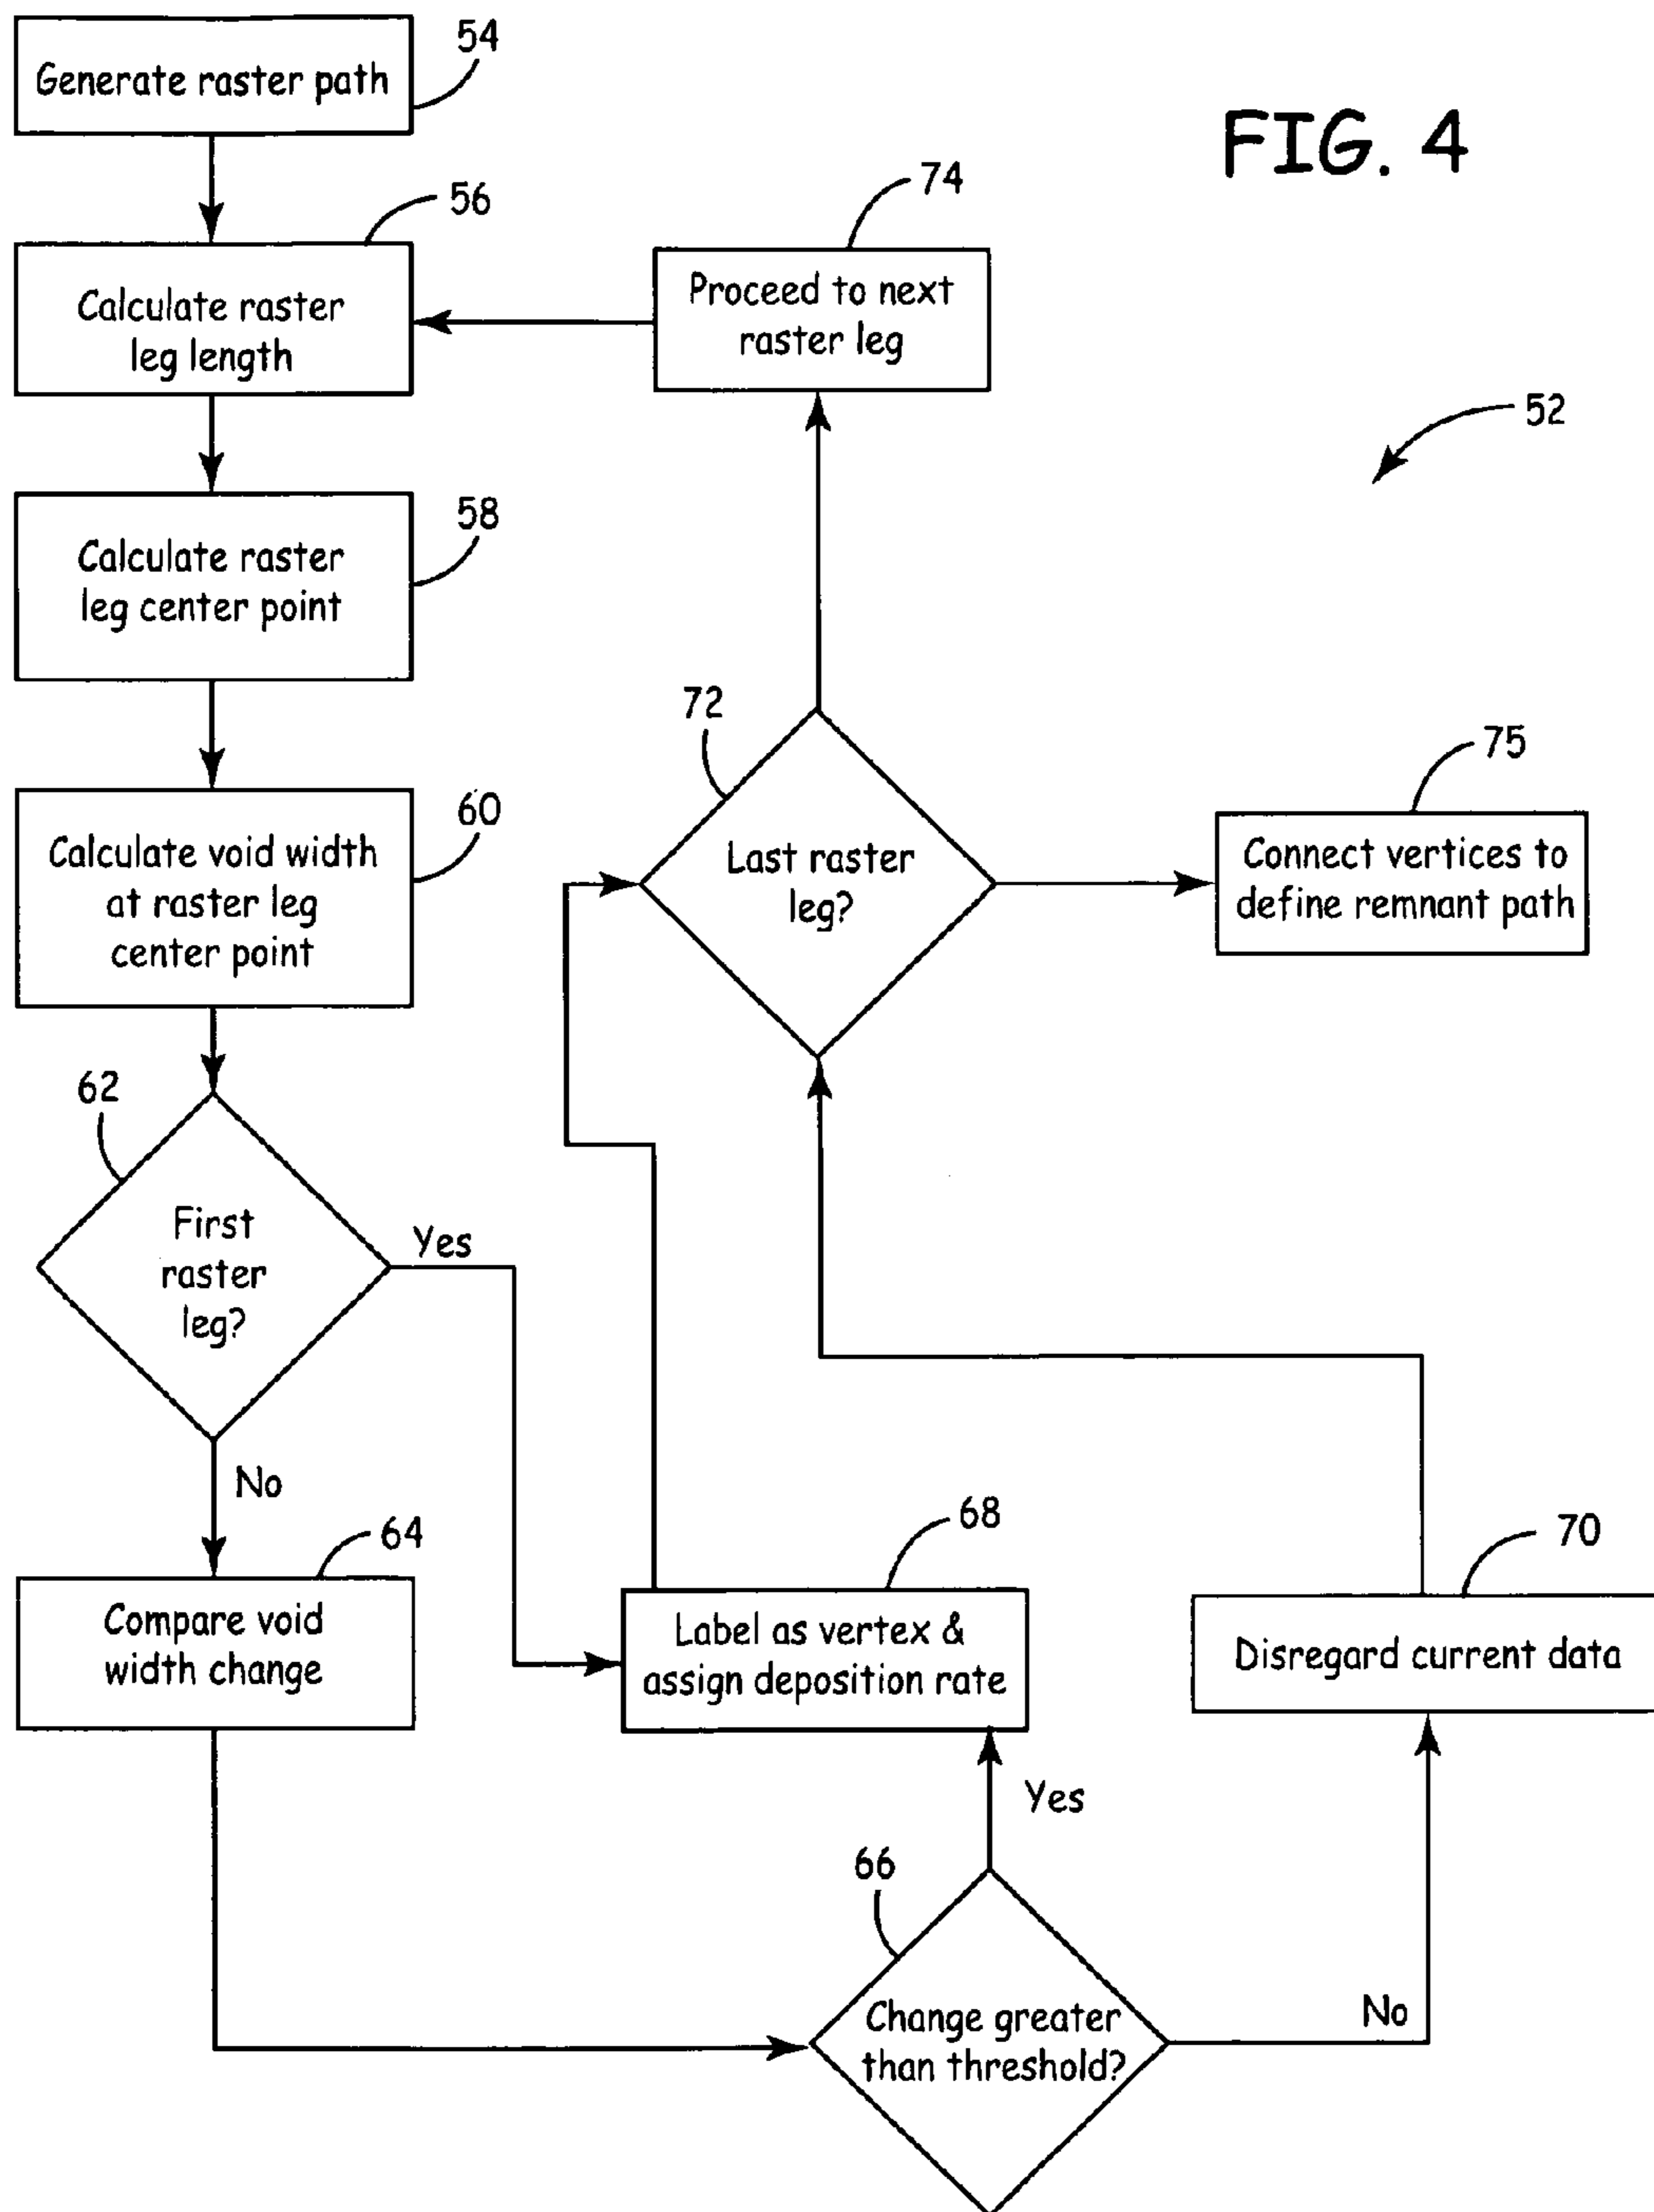 FIG. 4
54
Generate raster path
56
Calculate raster
leg length
74
Proceed to next
raster leg
52
58
Calculate raster
leg center point
72
Last raster
leg?
75
Connect vertices to
define remnant path
60
Calculate void width
at raster leg
center point
62
First
raster
leg?
Yes
No
64
Compare void
width change
68
Label as vertex &
assign deposition rate
70
Disregard current data
Yes
66
Change greater
than threshold?
No